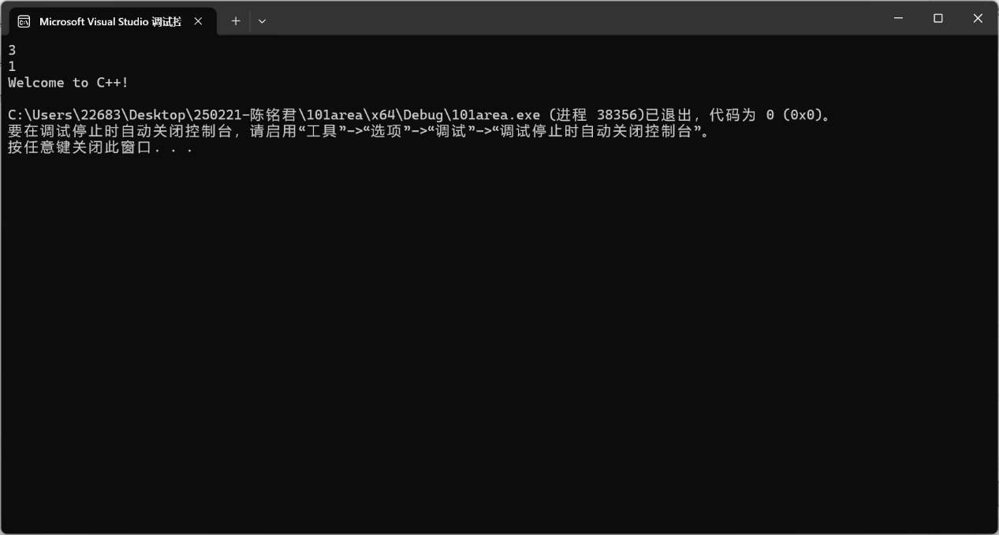 Microsoft Visual Studio 调试控
3
1
Welcome to C++!
C:\Users\22683\Desktop\250221-陈铭君\101area\x64\Debug\101area.exe (进程 38356)已退出，代码为 0 (0x0)。
要在调试停止时自动关闭控制台，请启用“工具”->“选项”->“调试”->“调试停止时自动关闭控制台”。
按任意键关闭此窗口. . .